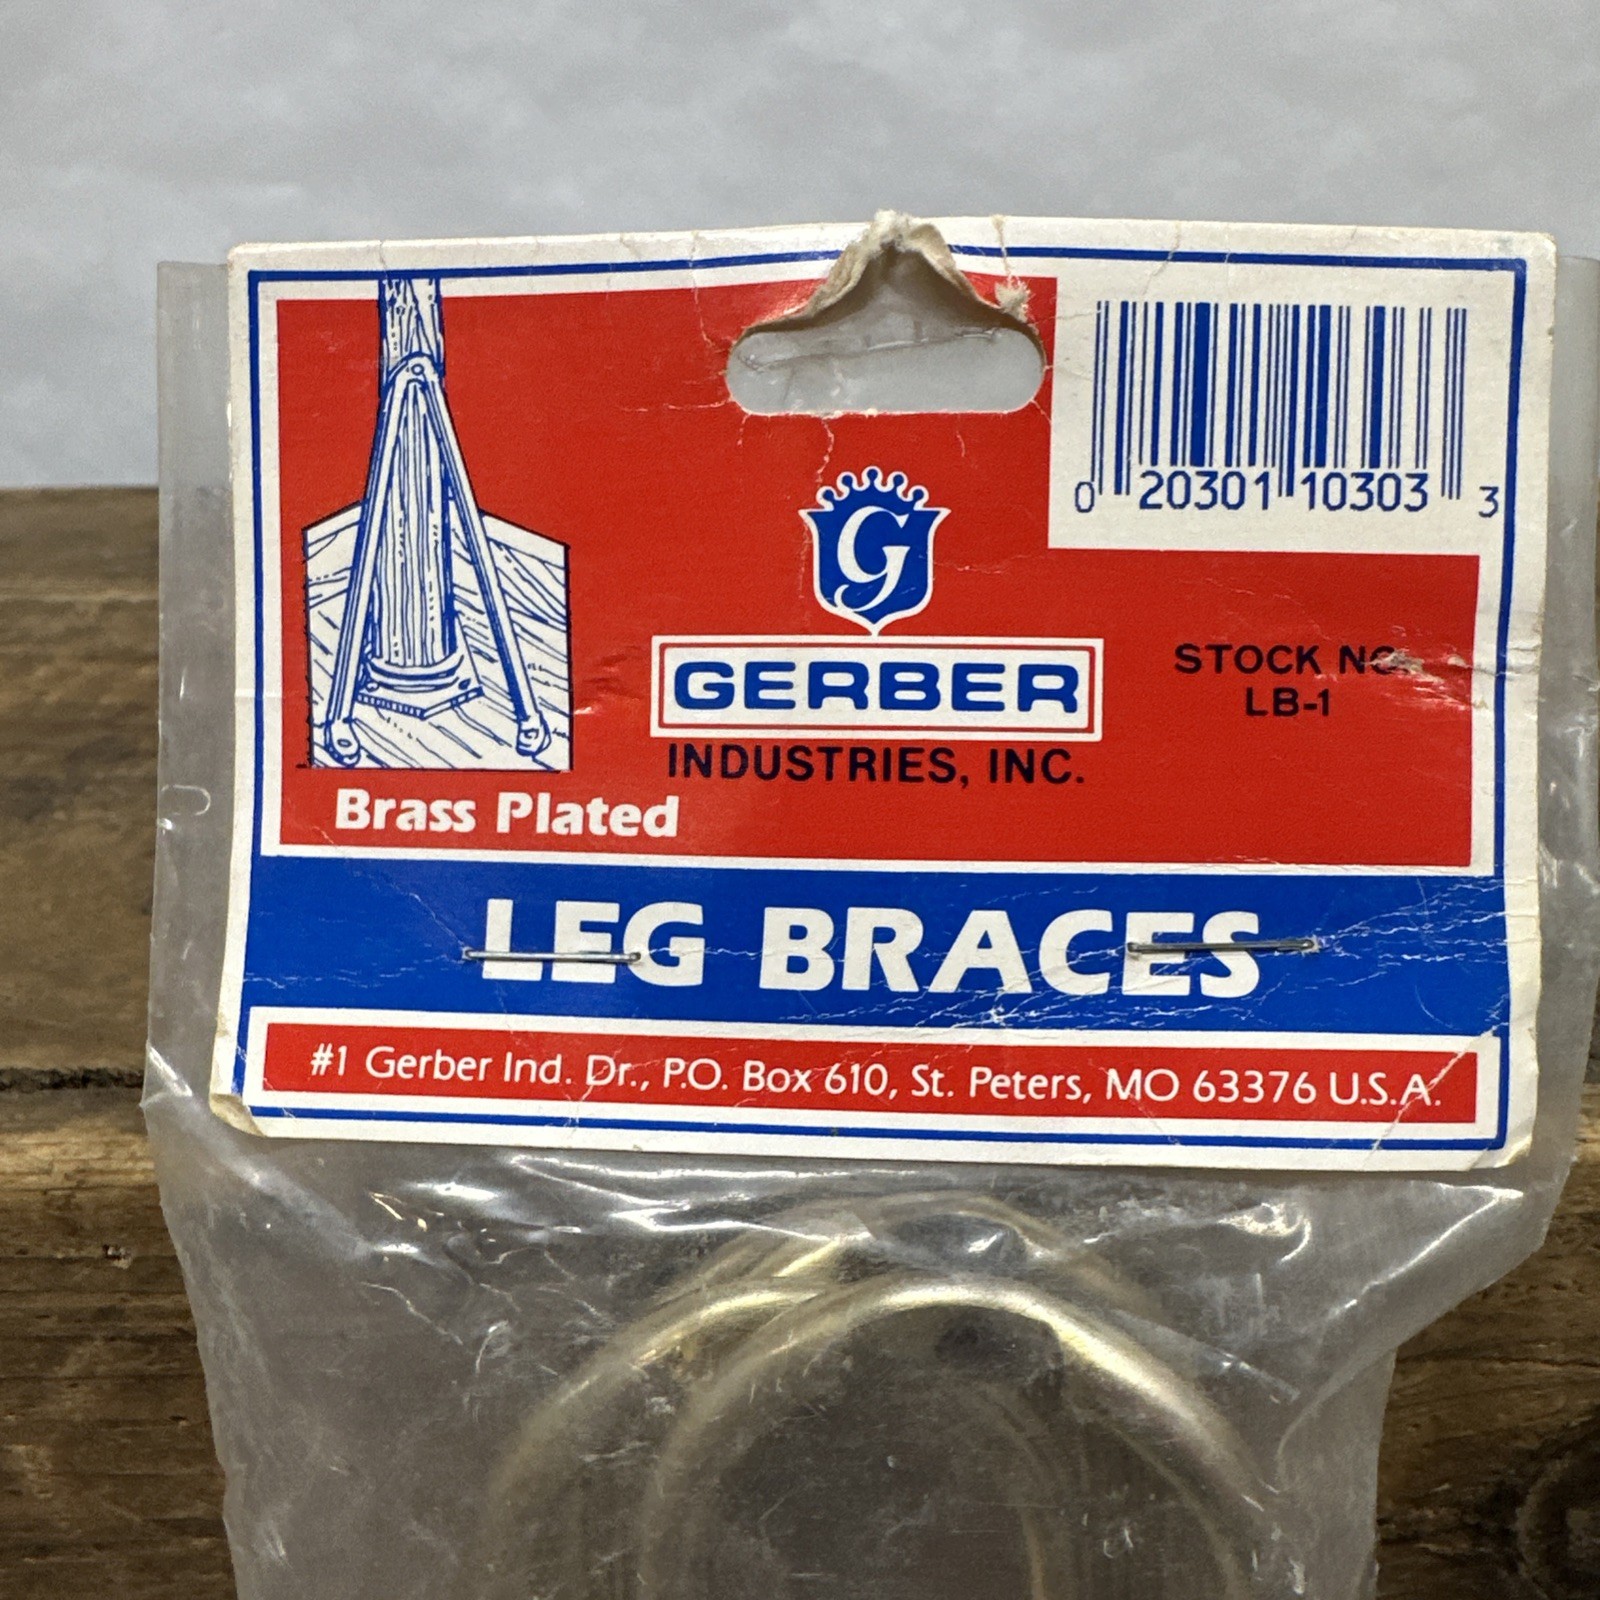 0 20301 10303 3
G
GERBER
INDUSTRIES, INC.
STOCK NO.
LB-1
Brass Plated
LEG BRACES
#1 Gerber Ind. Dr., P.O. Box 610, St. Peters, MO 63376 U.S.A.